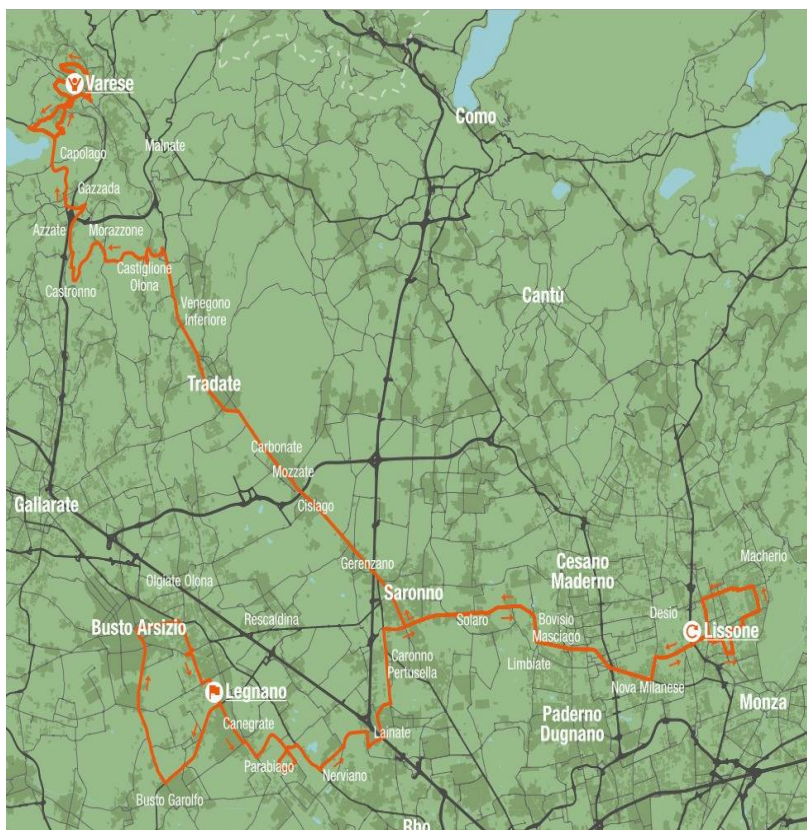 Varese
Como
Malnate
Capolago
Gazzada
Azzate
Morazzone
Castiglione
Olona
Castronno
Venegono
Inferiore
Cantù
Tradate
Carbonate
Mozzate
Gallarate
Cislago
Gerenzano
Cesano
Maderno
Macherio
Olgiate Olona
Saronno
Rescaldina
Solaro
Bovisio
Masciago
Desio
C
Lissone
Busto Arsizio
Caronno
Pertusella
Limbiate
Legnano
Nova Milanese
Monza
Canegrate
Paderno
Dugnano
Lainate
Parabiago
Nerviano
Busto Garolfo
Rho